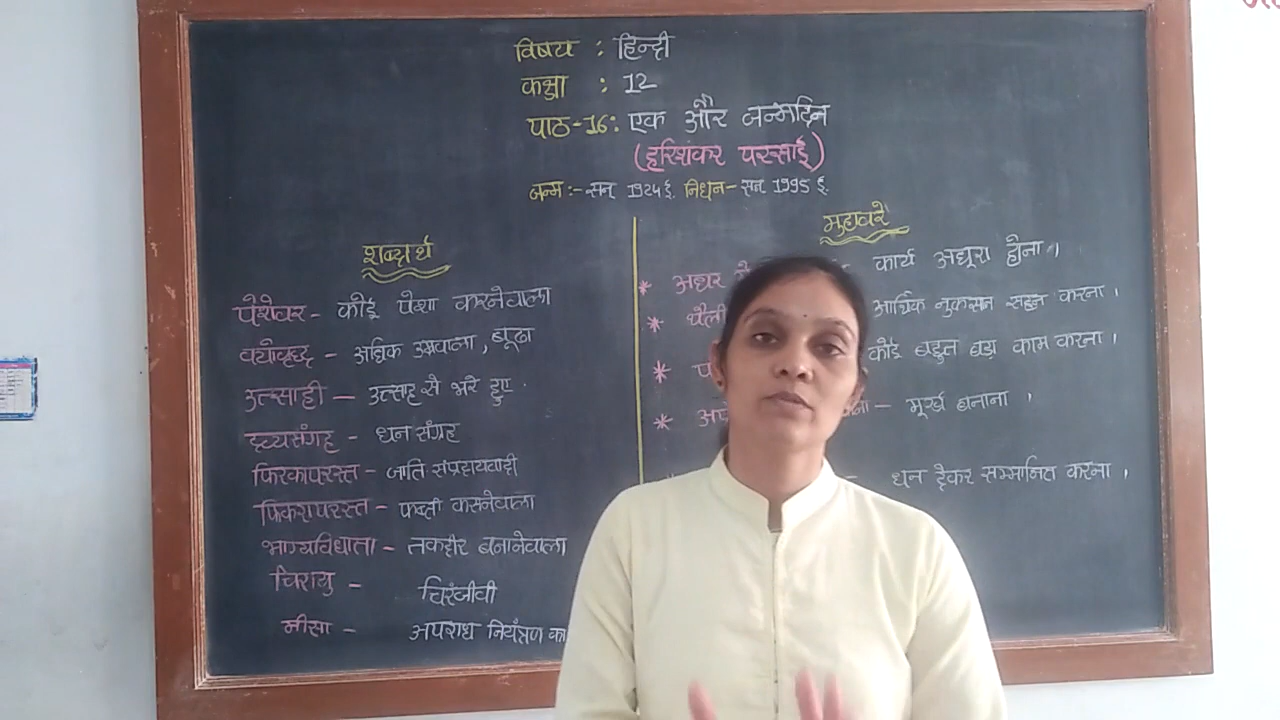 विषय : हिन्दी
कक्षा : 12
पाठ-16: एक और जन्मदिन
(हरिशंकर परसाई)
जन्म :- सन् 1924 ई. निधन - सन् 1995 ई.
शब्दार्थ
पेशेवर - कोई पेशा करनेवाला
वयोवृद्ध - अधिक उम्रवाला, बूढा
उत्साही - उत्साह से भरे हुए.
द्रव्यसंग्रह - धन संग्रह
फिरकापरस्त - जाति संप्रदायवादी
फिकरापरस्त - फब्ती कसनेवाला
भाग्यविधाता - तकदीर बनानेवाला
चिरायु - चिरंजीवी
मीसा - अपराध नियंत्रण का
मुहावरे
* अधर कार्य अधूरा होना।
* थैली आर्थिक नुकसान सहन करना।
* कोई बहुत बड़ा काम करना।
* - मूर्ख बनाना।
- धन देकर सम्मानित करना।